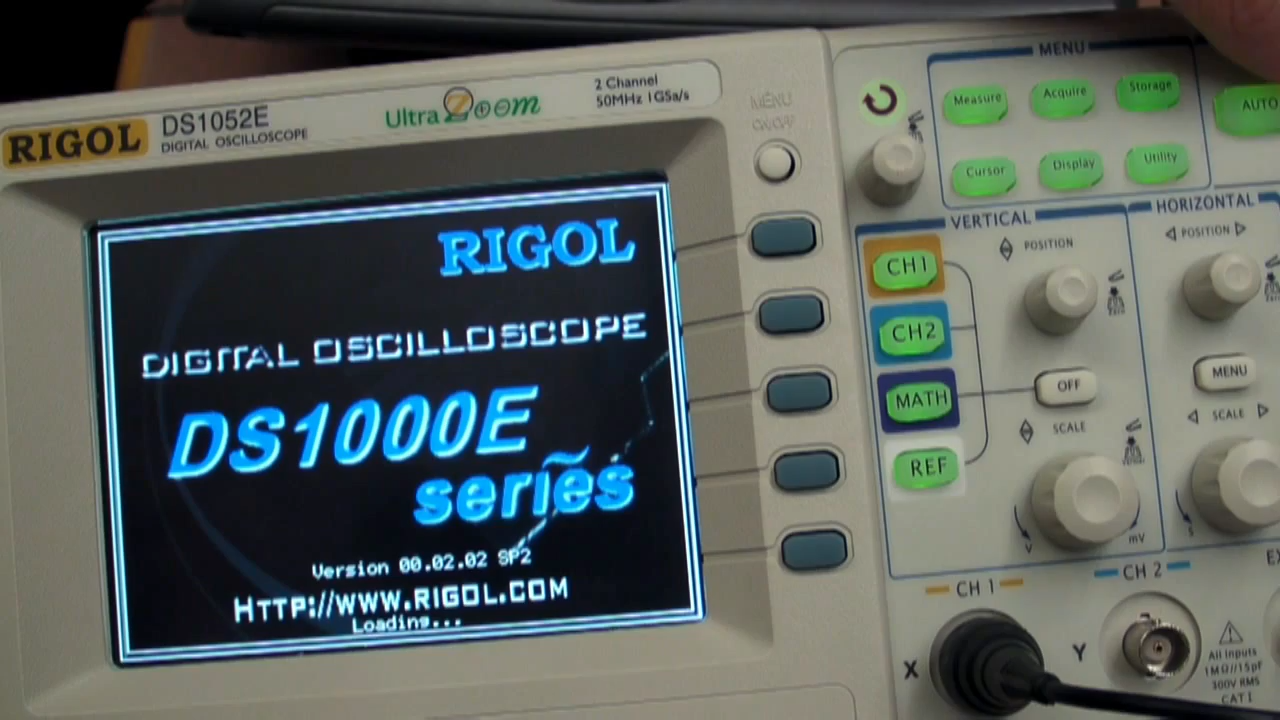 RIGOL
DS1052E
DIGITAL OSCILLOSCOPE
Ultra Zoom
2 Channel
50MHz 1GSa/s
MENU
ON/OFF
RIGOL
DIGITAL OSCILLOSCOPE
DS1000E
series
Version 00.02.02 SP2
HTTP://WWW.RIGOL.COM
Loading...
MENU
Measure
Acquire
Storage
AUTO
Cursor
Display
Utility
VERTICAL
HORIZONTAL
POSITION
POSITION
CH1
CH2
MATH
REF
OFF
MENU
SCALE
SCALE
V
mV
S
CH 1
CH 2
EX
X
Y
All Inputs
1MΩ//15pf
300V RMS
CAT I